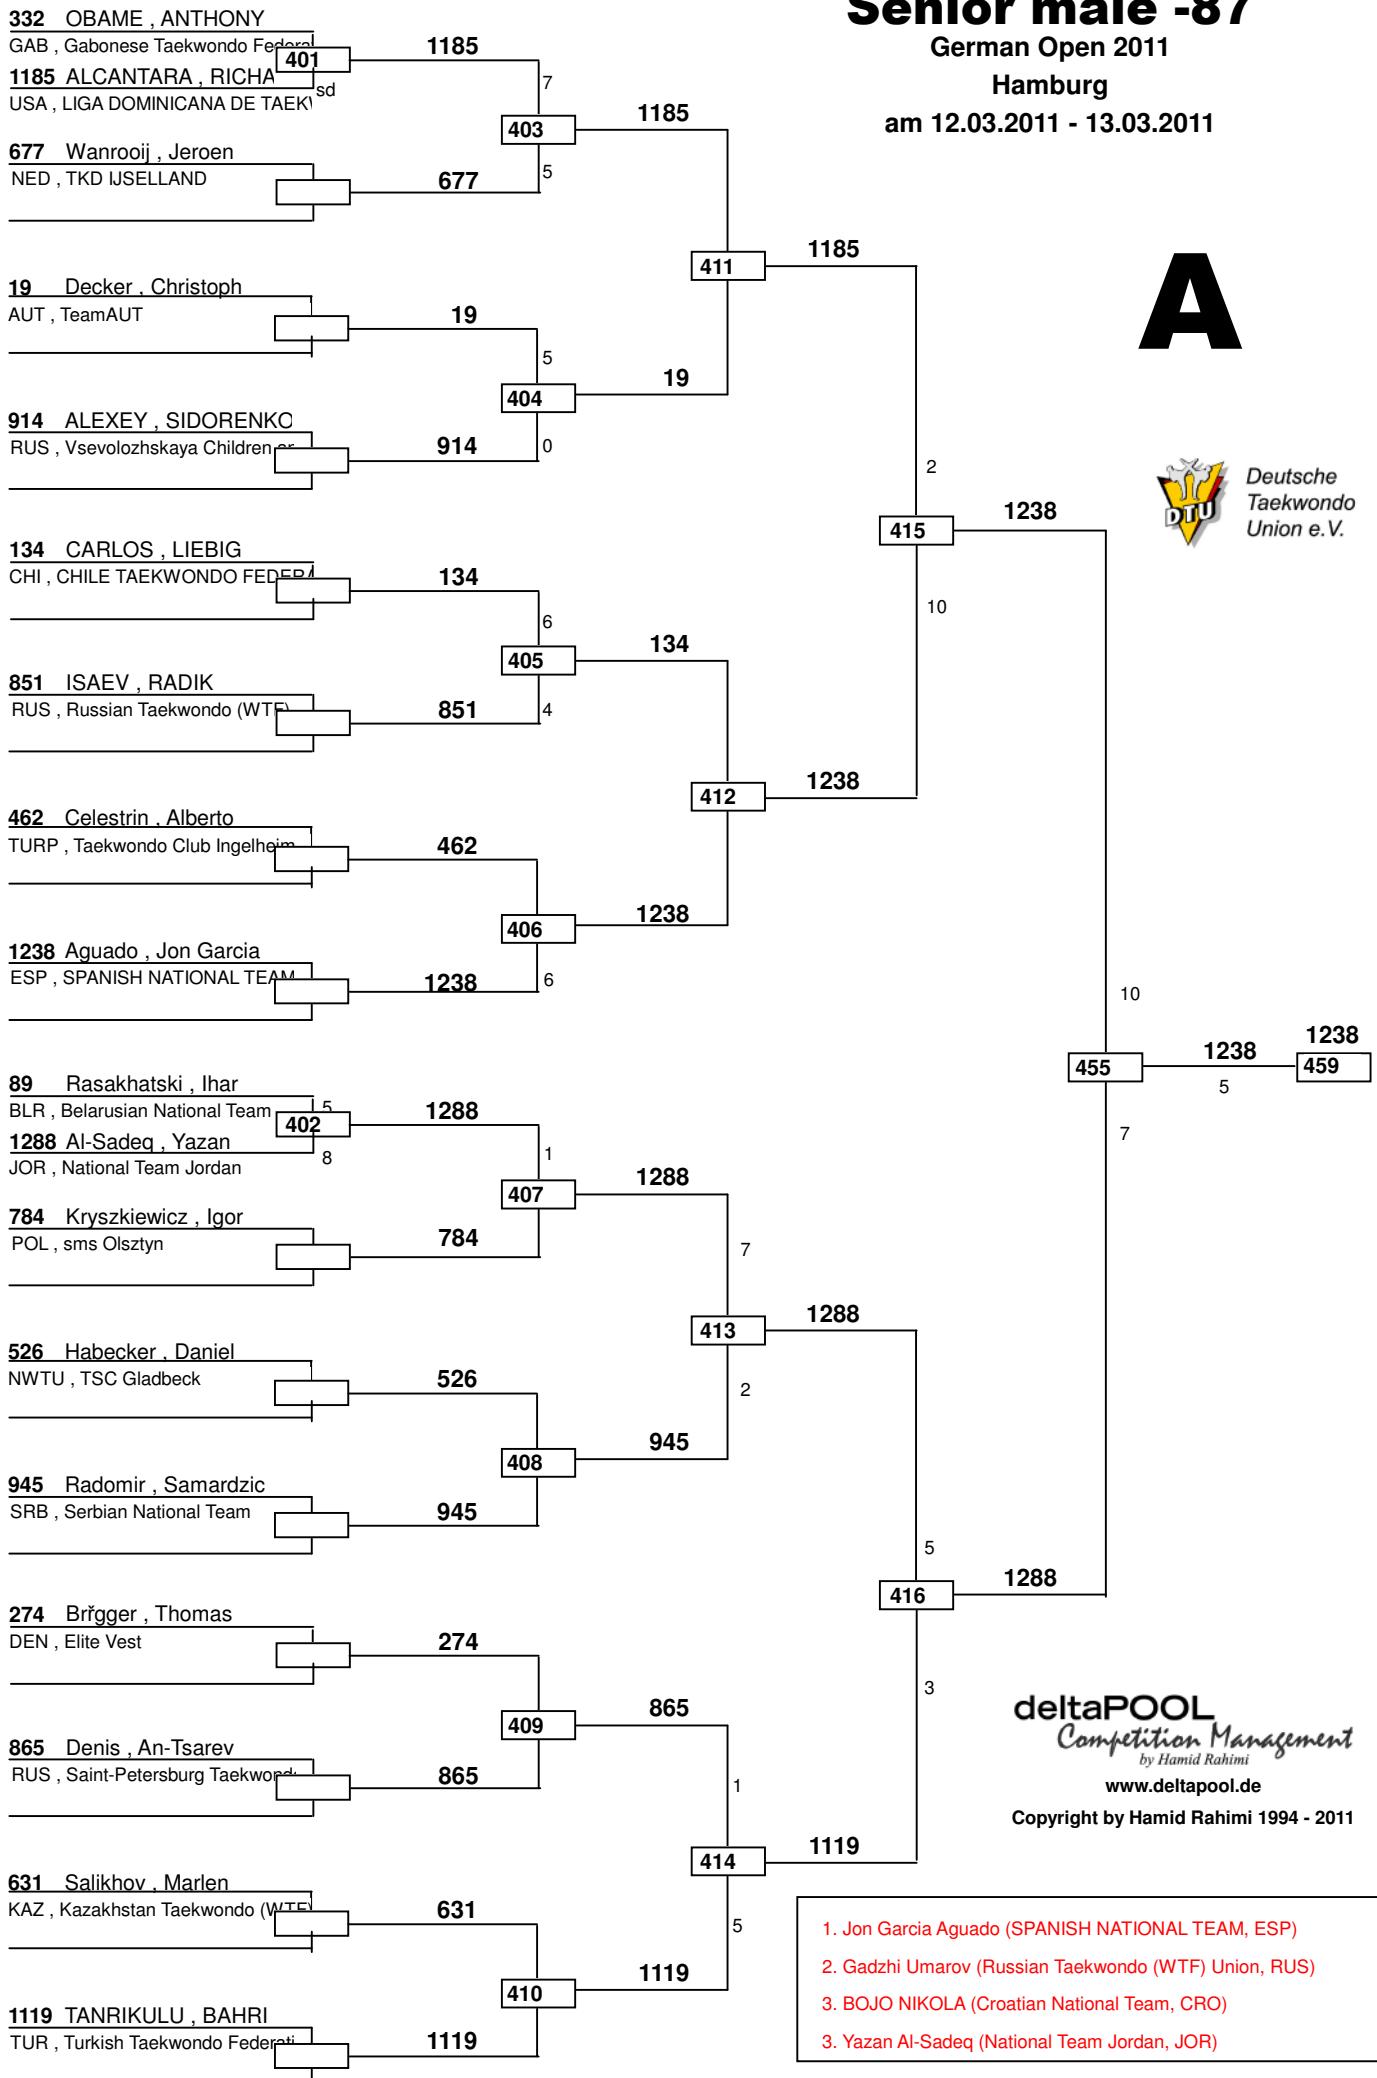 Senior male -87
German Open 2011
Hamburg
am 12.03.2011 - 13.03.2011
A
Deutsche
Taekwondo
Union e.V.
DTU
332 OBAME , ANTHONY
GAB , Gabonese Taekwondo Federa
401
1185 ALCANTARA , RICHA
sd
USA , LIGA DOMINICANA DE TAEK
1185
7
403
1185
677 Wanrooij , Jeroen
NED , TKD IJSELLAND
677
5
411
1185
19 Decker , Christoph
AUT , TeamAUT
19
5
404
19
914 ALEXEY , SIDORENKO
RUS , Vsevolozhskaya Children
914
0
2
415
1238
10
134 CARLOS , LIEBIG
CHI , CHILE TAEKWONDO FEDERA
134
6
405
134
851 ISAEV , RADIK
RUS , Russian Taekwondo (WTF)
851
4
412
1238
462 Celestrin , Alberto
TURP , Taekwondo Club Ingelheim
462
406
1238
1238 Aguado , Jon Garcia
ESP , SPANISH NATIONAL TEAM
1238
6
10
455
1238
5
1238
459
7
89 Rasakhatski , Ihar
BLR , Belarusian National Team
5
402
1288 Al-Sadeq , Yazan
8
JOR , National Team Jordan
1288
1
407
1288
784 Kryszkiewicz , Igor
POL , sms Olsztyn
784
7
413
1288
2
526 Habecker , Daniel
NWTU , TSC Gladbeck
526
408
945
945 Radomir , Samardzic
SRB , Serbian National Team
945
5
416
1288
3
274 Břgger , Thomas
DEN , Elite Vest
274
409
865
865 Denis , An-Tsarev
RUS , Saint-Petersburg Taekwond
865
1
414
1119
5
631 Salikhov , Marlen
KAZ , Kazakhstan Taekwondo (WTF)
631
410
1119
1119 TANRIKULU , BAHRI
TUR , Turkish Taekwondo Federati
1119
deltaPOOL
Competition Management
by Hamid Rahimi
www.deltapool.de
Copyright by Hamid Rahimi 1994 - 2011
1. Jon Garcia Aguado (SPANISH NATIONAL TEAM, ESP)
2. Gadzhi Umarov (Russian Taekwondo (WTF) Union, RUS)
3. BOJO NIKOLA (Croatian National Team, CRO)
3. Yazan Al-Sadeq (National Team Jordan, JOR)